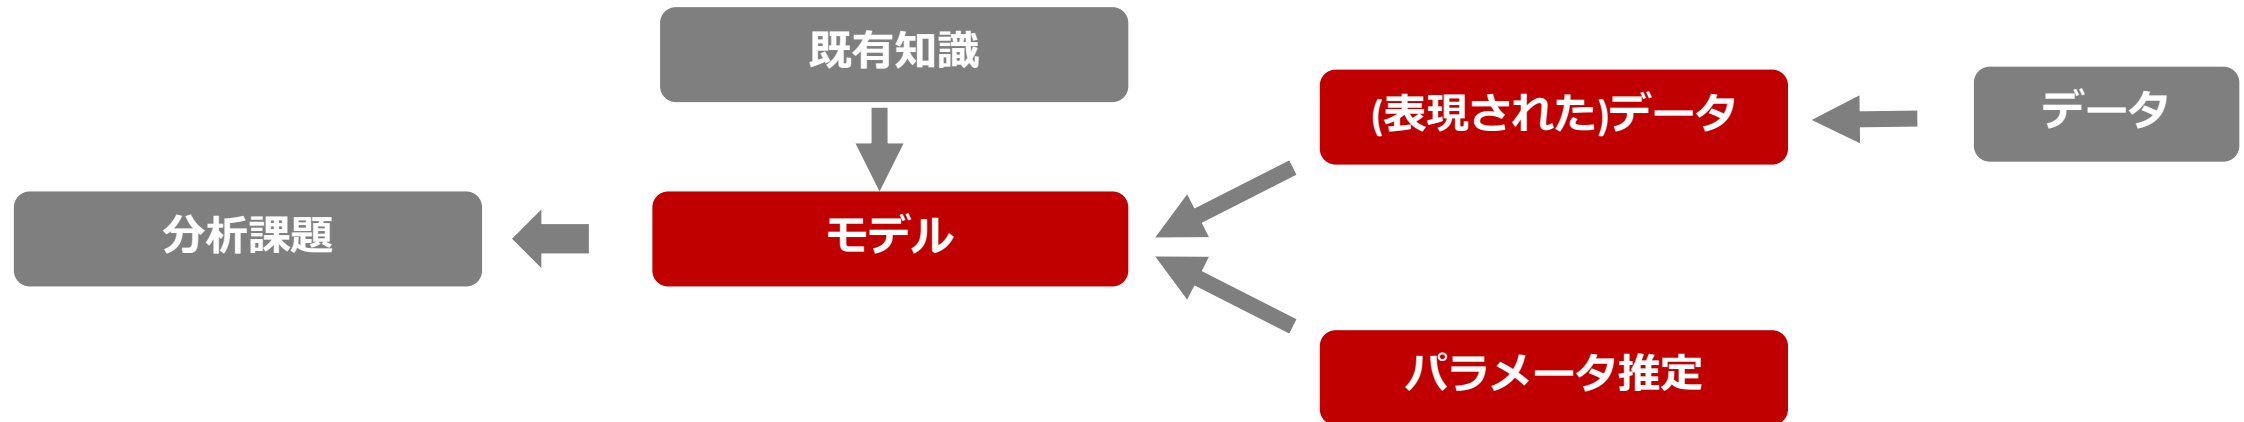 既有知識
(表現された)データ
データ
分析課題
モデル
パラメータ推定